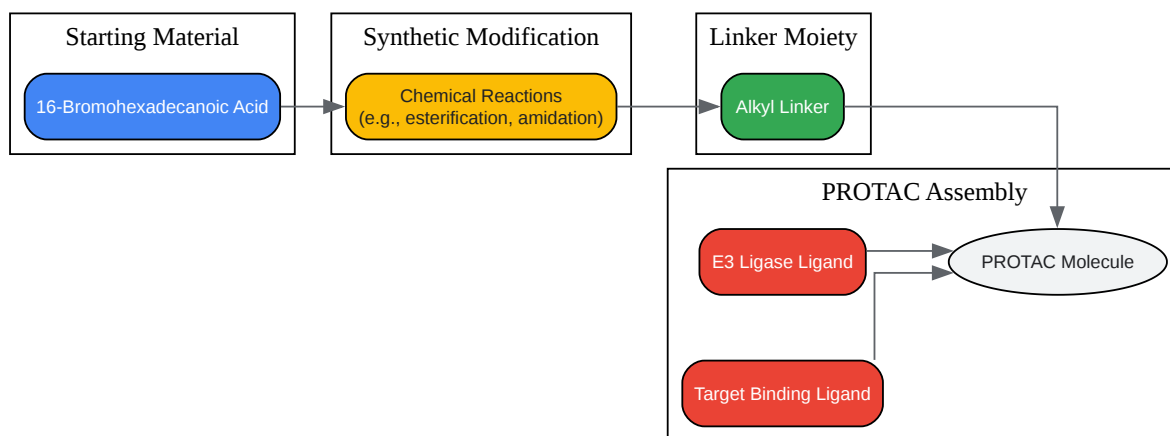 Starting Material
16-Bromohexadecanoic Acid
Synthetic Modification
Chemical Reactions
(e.g., esterification, amidation)
Linker Moiety
Alkyl Linker
PROTAC Assembly
E3 Ligase Ligand
PROTAC Molecule
Target Binding Ligand